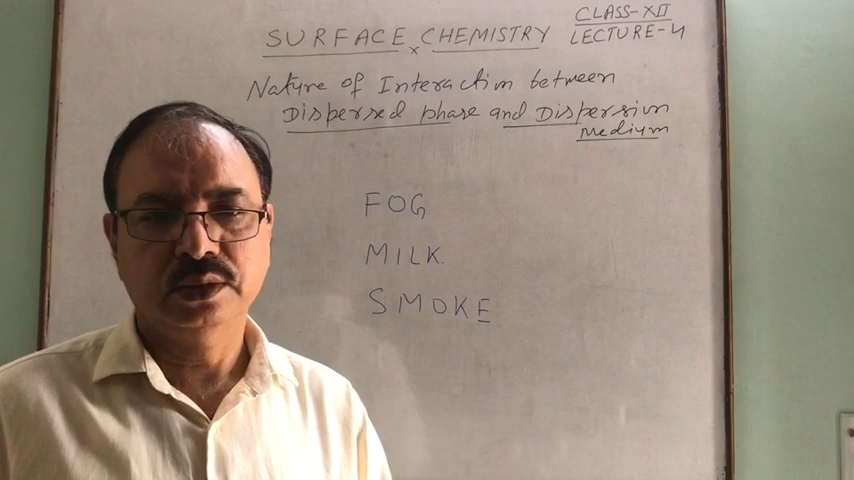 CLASS-XII
SURFACE CHEMISTRY LECTURE-4
Nature of Interaction between
Dispersed phase and Dispersion
Medium
FOG
MILK
SMOKE